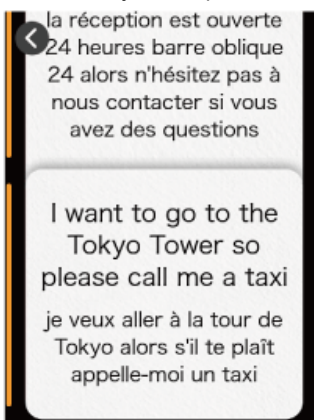 la réception est ouverte
24 heures barre oblique
24 alors n'hésitez pas à
nous contacter si vous
avez des questions
I want to go to the
Tokyo Tower so
please call me a taxi
je veux aller à la tour de
Tokyo alors s'il te plaît
appelle-moi un taxi